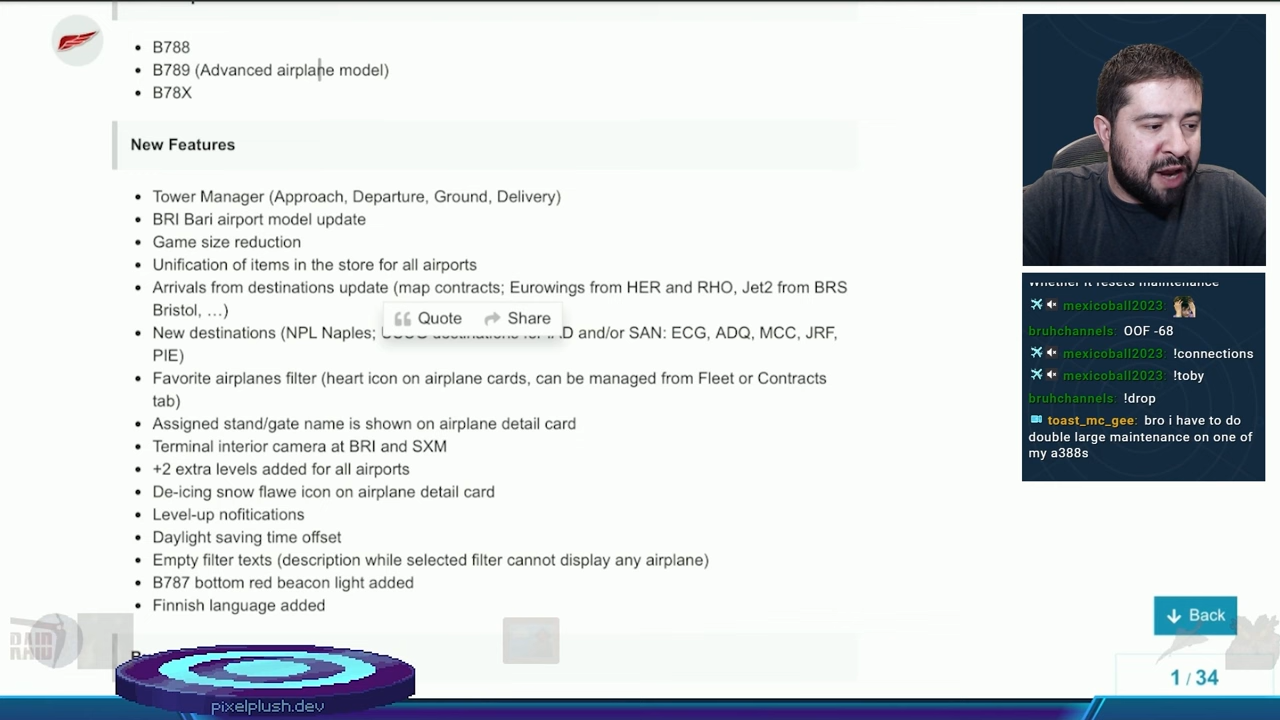 B788
B789 (Advanced airplane model)
B78X
New Features
Tower Manager (Approach, Departure, Ground, Delivery)
BRI Bari airport model update
Game size reduction
Unification of items in the store for all airports
Arrivals from destinations update (map contracts; Eurowings from HER and RHO, Jet2 from BRS
Bristol, …)
Quote Share
New destinations (NPL Naples; and/or SAN: ECG, ADQ, MCC, JRF,
PIE)
Favorite airplanes filter (heart icon on airplane cards, can be managed from Fleet or Contracts
tab)
Assigned stand/gate name is shown on airplane detail card
Terminal interior camera at BRI and SXM
+2 extra levels added for all airports
De-icing snow flawe icon on airplane detail card
Level-up nofitications
Daylight saving time offset
Empty filter texts (description while selected filter cannot display any airplane)
B787 bottom red beacon light added
Finnish language added
Back
1 / 34
RAID
RAID
pixelplush.dev
Whether it resets maintenance
mexicoball2023:
bruhchannels: OOF -68
mexicoball2023: !connections
mexicoball2023: !toby
bruhchannels: !drop
toast_mc_gee: bro i have to do
double large maintenance on one of
my a388s